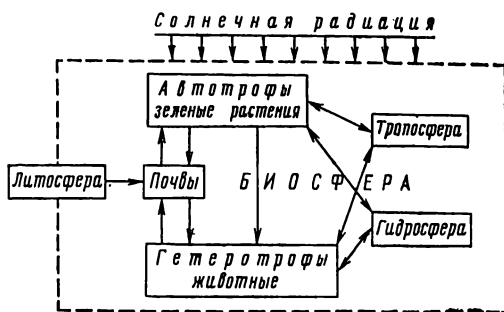 Солнечная радиация
Автотрофы
зеленые растения
Тропосфера
Литосфера
Почвы
БИОСФЕРА
Гидросфера
Гетеротрофы
животные